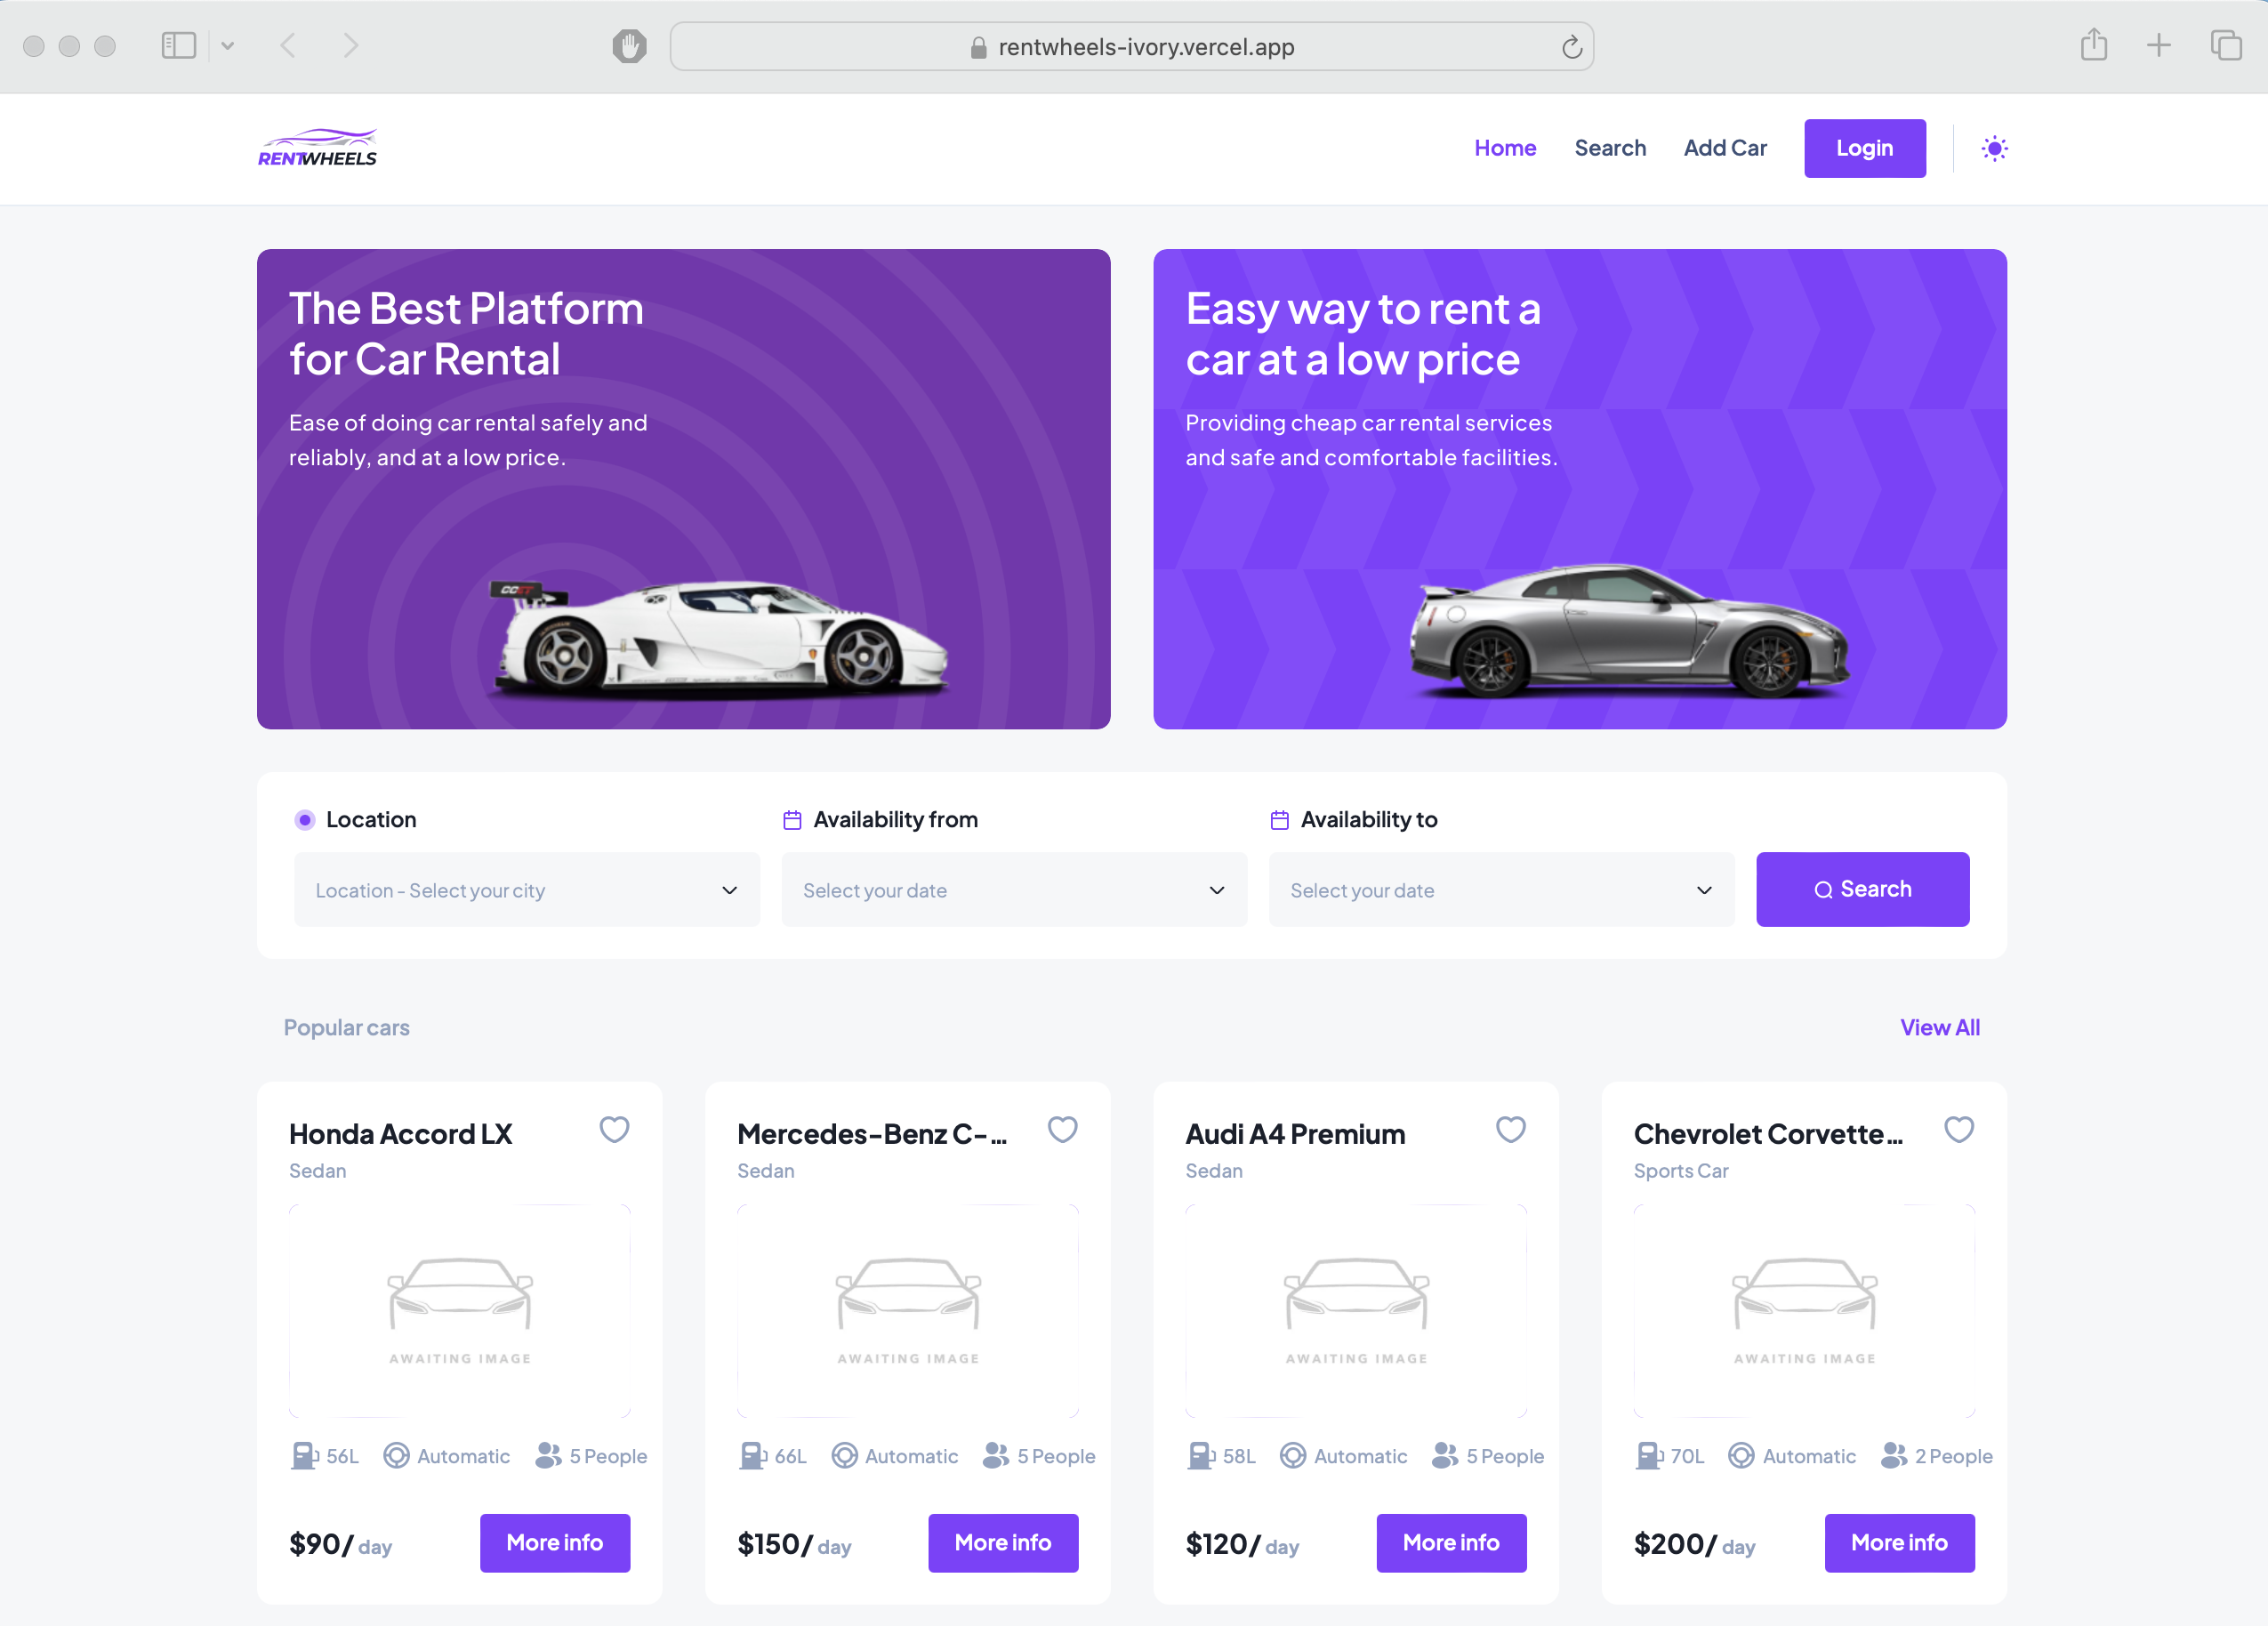 rentwheels-ivory.vercel.app
RENTWHEELS
Home
Search
Add Car
Login
The Best Platform
for Car Rental
Ease of doing car rental safely and
reliably, and at a low price.
Easy way to rent a
car at a low price
Providing cheap car rental services
and safe and comfortable facilities.
Location
Availability from
Availability to
Location - Select your city
Select your date
Select your date
Search
Popular cars
View All
Honda Accord LX
Sedan
AWAITING IMAGE
56L
Automatic
5 People
$90/ day
More info
Mercedes-Benz C-...
Sedan
AWAITING IMAGE
66L
Automatic
5 People
$150/ day
More info
Audi A4 Premium
Sedan
AWAITING IMAGE
58L
Automatic
5 People
$120/ day
More info
Chevrolet Corvette...
Sports Car
AWAITING IMAGE
70L
Automatic
2 People
$200/ day
More info